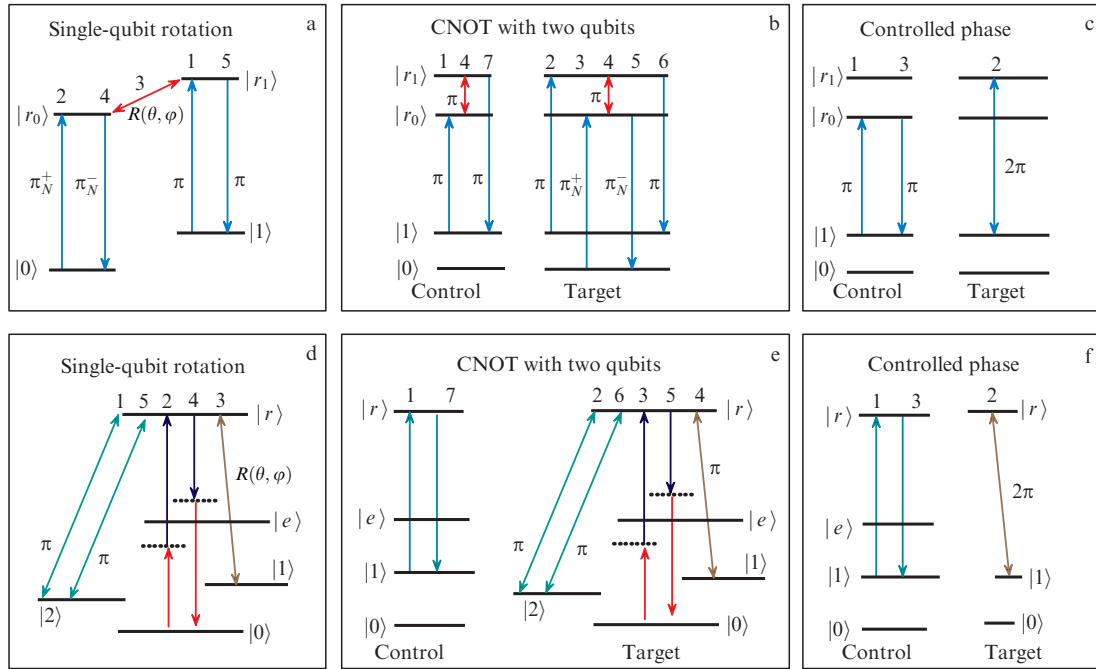 Single-qubit rotation
a
1 5
3
|r₁⟩
2 4
|r₀⟩
R(θ, φ)
π_N^+ π_N^- π π
|1⟩
|0⟩
CNOT with two qubits
b
1 4 7 2 3 4 5 6
|r₁⟩
π π
|r₀⟩
π π π π_N^+ π_N^- π
|1⟩
|0⟩
Control Target
Controlled phase
c
1 3 2
|r₁⟩
|r₀⟩
π π 2π
|1⟩
|0⟩
Control Target
Single-qubit rotation
d
1 5 2 4 3
|r⟩
R(θ, φ)
|e⟩
π π
|1⟩
|2⟩
|0⟩
CNOT with two qubits
e
1 7 2 6 3 5 4
|r⟩ |r⟩
π
|e⟩ |e⟩
π π
|1⟩ |1⟩
|2⟩
|0⟩ |0⟩
Control Target
Controlled phase
f
1 3 2
|r⟩ |r⟩
2π
|e⟩
|1⟩ |1⟩
|0⟩ |0⟩
Control Target